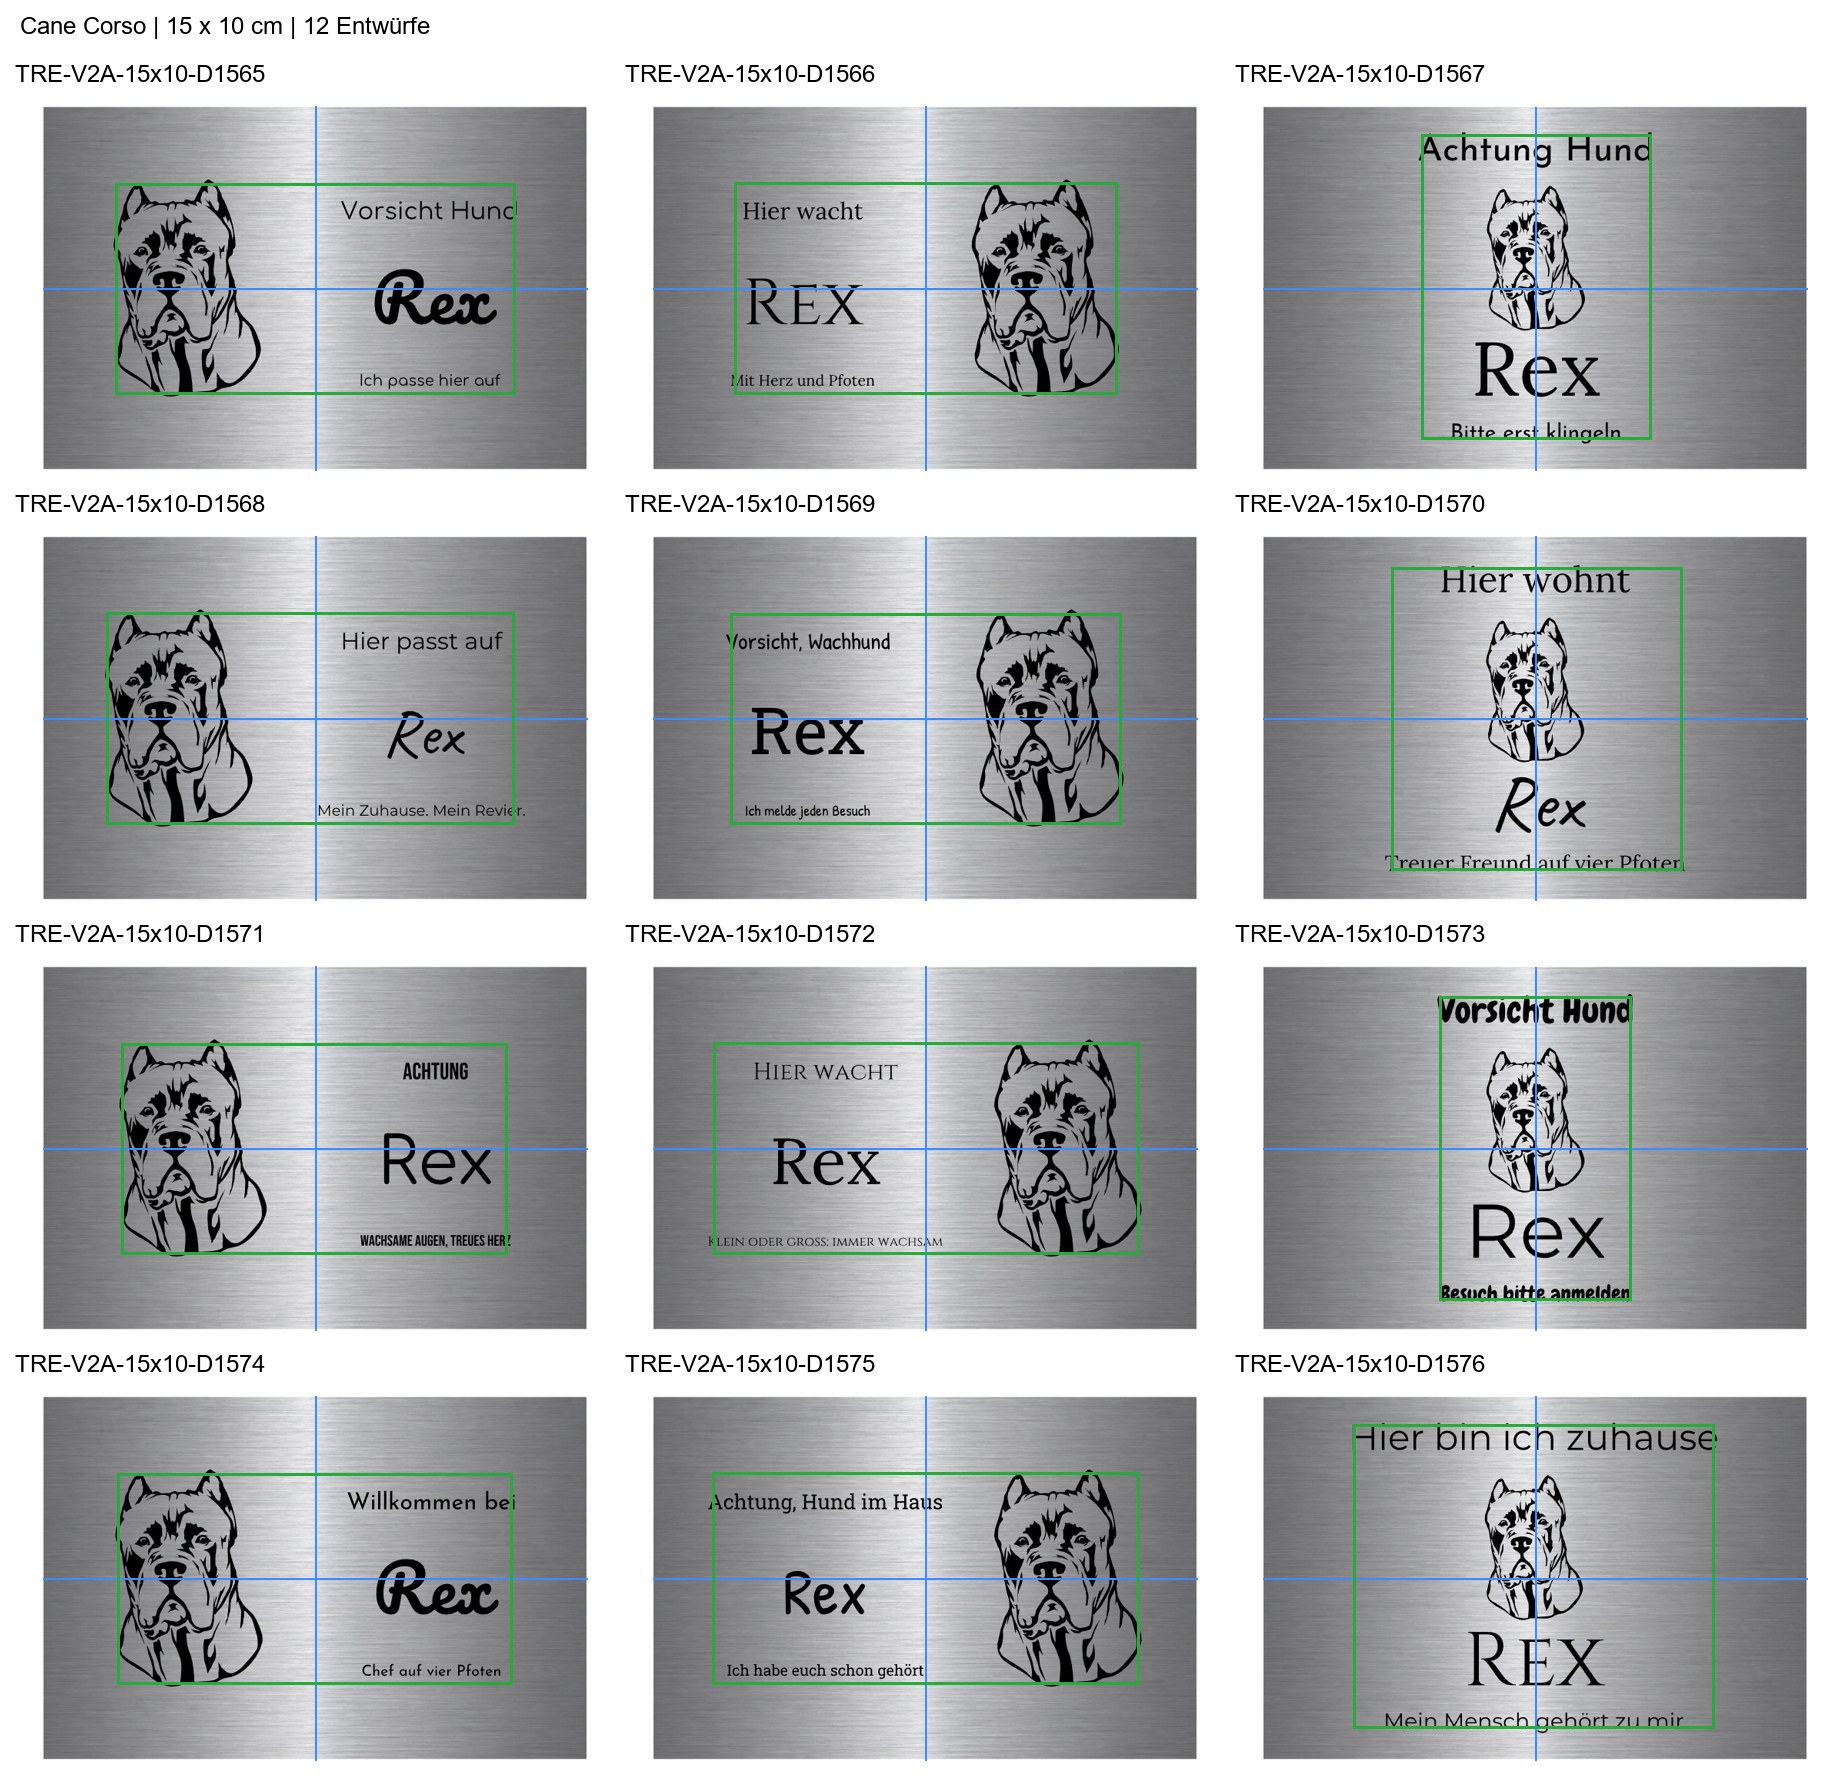 Cane Corso | 15 x 10 cm | 12 Entwürfe
TRE-V2A-15x10-D1565
Vorsicht Hund
Rex
Ich passe hier auf
TRE-V2A-15x10-D1566
Hier wacht
REX
Mit Herz und Pfoten
TRE-V2A-15x10-D1567
Achtung Hund
Rex
Bitte erst klingeln
TRE-V2A-15x10-D1568
Hier passt auf
Rex
Mein Zuhause. Mein Revier.
TRE-V2A-15x10-D1569
Vorsicht, Wachhund
Rex
Ich melde jeden Besuch
TRE-V2A-15x10-D1570
Hier wohnt
Rex
Treuer Freund auf vier Pfoten
TRE-V2A-15x10-D1571
ACHTUNG
Rex
WACHSAME AUGEN, TREUES HERZ
TRE-V2A-15x10-D1572
HIER WACHT
Rex
KLEIN ODER GROSS: IMMER WACHSAM
TRE-V2A-15x10-D1573
Vorsicht Hund
Rex
Besuch bitte anmelden
TRE-V2A-15x10-D1574
Willkommen bei
Rex
Chef auf vier Pfoten
TRE-V2A-15x10-D1575
Achtung, Hund im Haus
Rex
Ich habe euch schon gehört
TRE-V2A-15x10-D1576
Hier bin ich zuhause
REX
Mein Mensch gehört zu mir